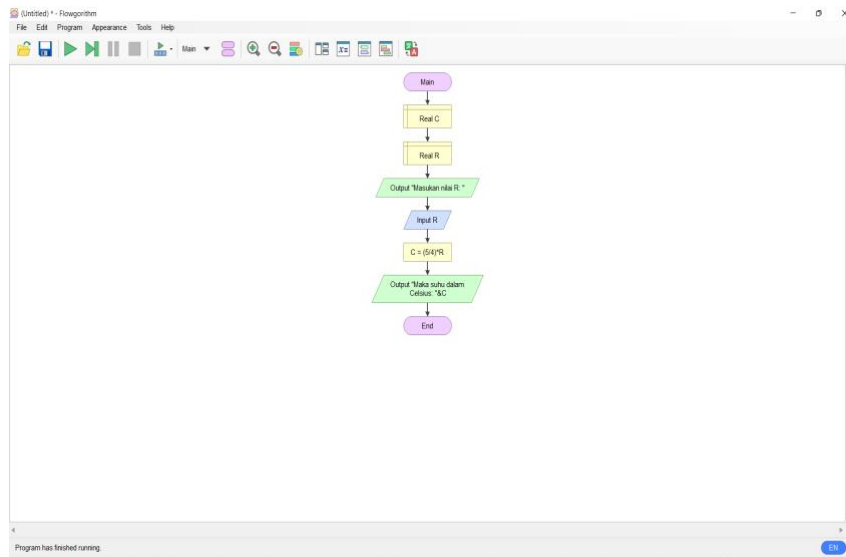 (Untitled) * - Flowgorithm
File Edit Program Appearance Tools Help
Main
Main
Real C
Real R
Output "Masukan nilai R: "
Input R
C = (5/4)*R
Output "Maka suhu dalam
Celsius: "&C
End
Program has finished running.
EN